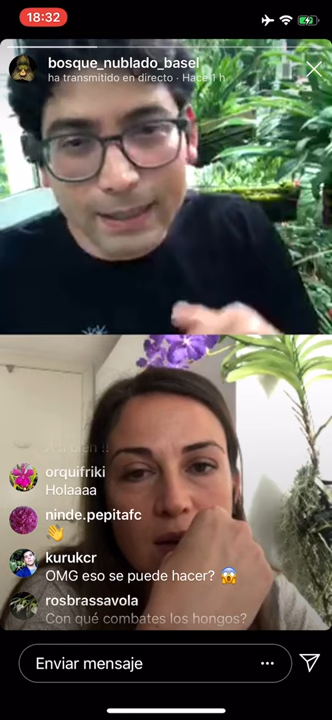 18:32
bosque_nublado_basel
ha transmitido en directo · Hace 1 h
orquifriki
Holaaaa
ninde.pepitafc
👋
kurukcr
OMG eso se puede hacer? 😱
rosbrassavola
Con qué combates los hongos?
Enviar mensaje